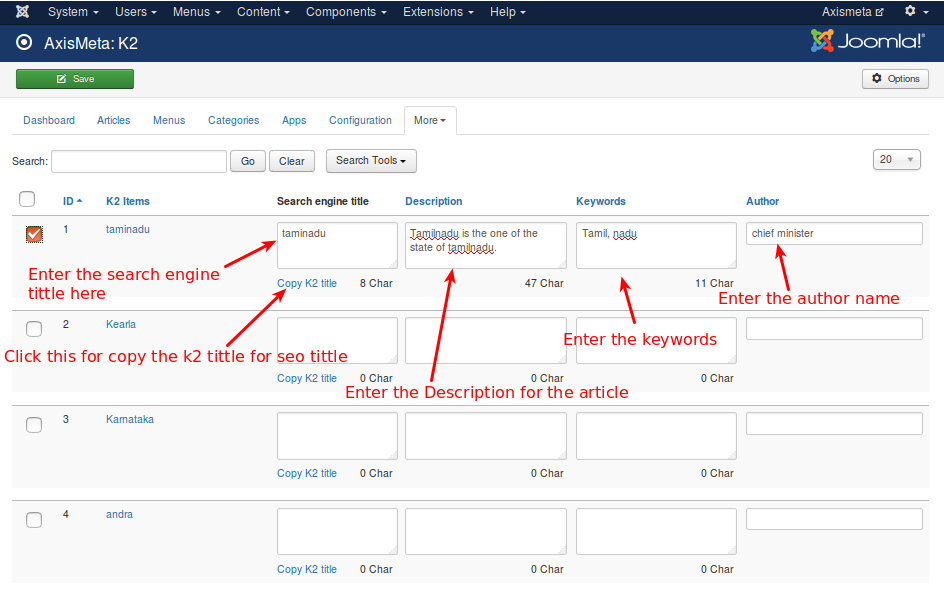 System Users Menus Content Components Extensions Help Axismeta
AxisMeta: K2 Joomla!®
Save Options
Dashboard Articles Menus Categories Apps Configuration More
Search: Go Clear Search Tools 20
ID K2 Items Search engine title Description Keywords Author
1 taminadu taminadu Tamilnadu is the one of the Tamil, nadu chief minister
state of tamilnadu.
Copy K2 title 8 Char 47 Char 11 Char
Enter the search engine
tittle here
Enter the author name
2 Kearla
Enter the keywords
Click this for copy the k2 tittle for seo tittle
Copy K2 title 0 Char 0 Char 0 Char
Enter the Description for the article
3 Karnataka
Copy K2 title 0 Char 0 Char 0 Char
4 andra
Copy K2 title 0 Char 0 Char 0 Char